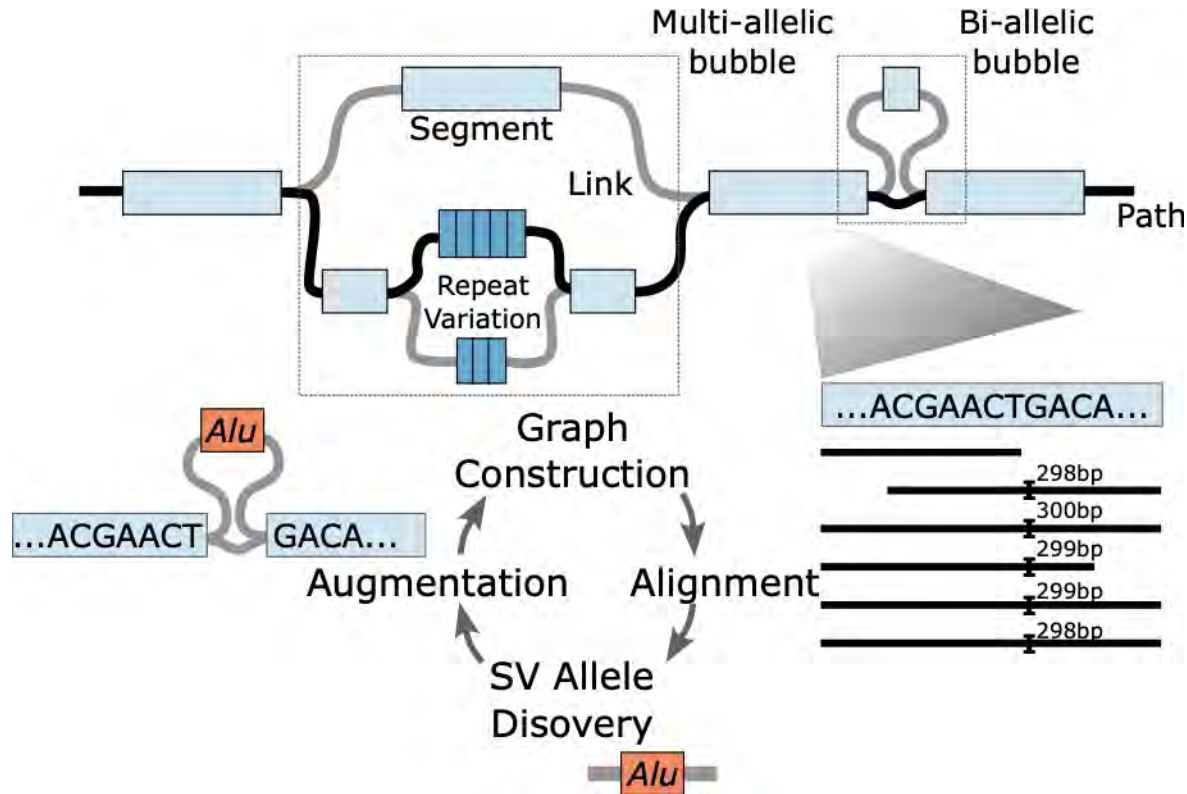 Multi-allelic
bubble
Bi-allelic
bubble
Segment
Link
Path
Repeat
Variation
...ACGAACTGACA...
298bp
300bp
299bp
299bp
298bp
Alu
...ACGAACT
GACA...
Graph
Construction
Augmentation
Alignment
SV Allele
Disovery
Alu